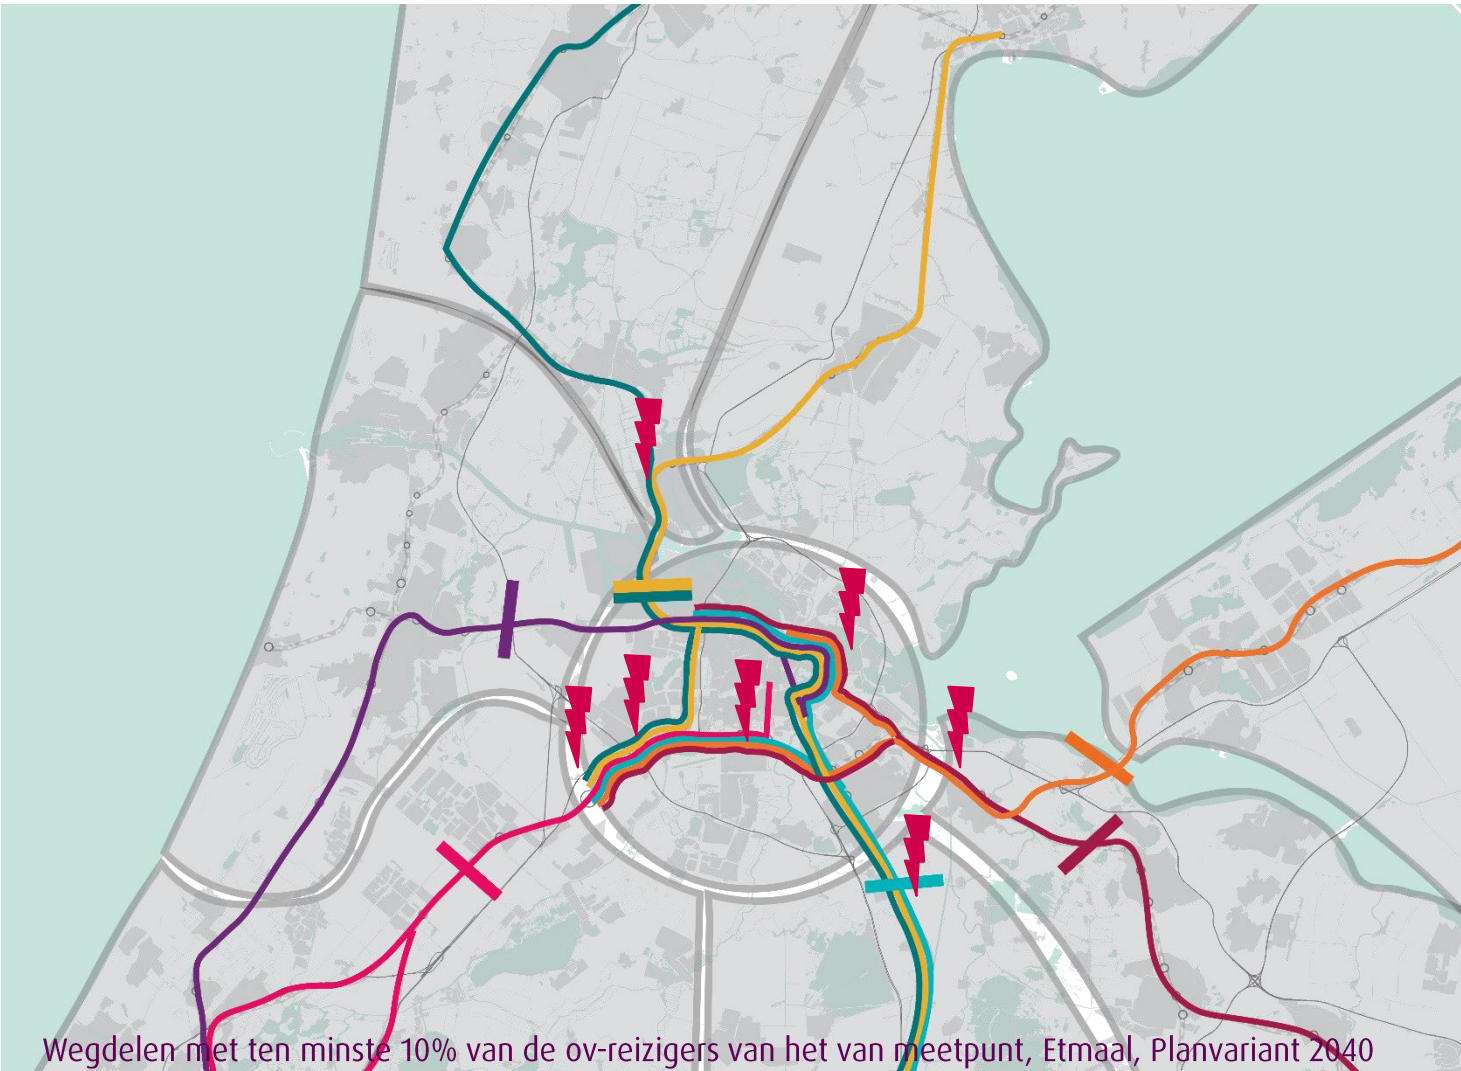 Wegdelen met ten minste 10% van de ov-reizigers van het van meetpunt, Etmaal, Planvariant 2040